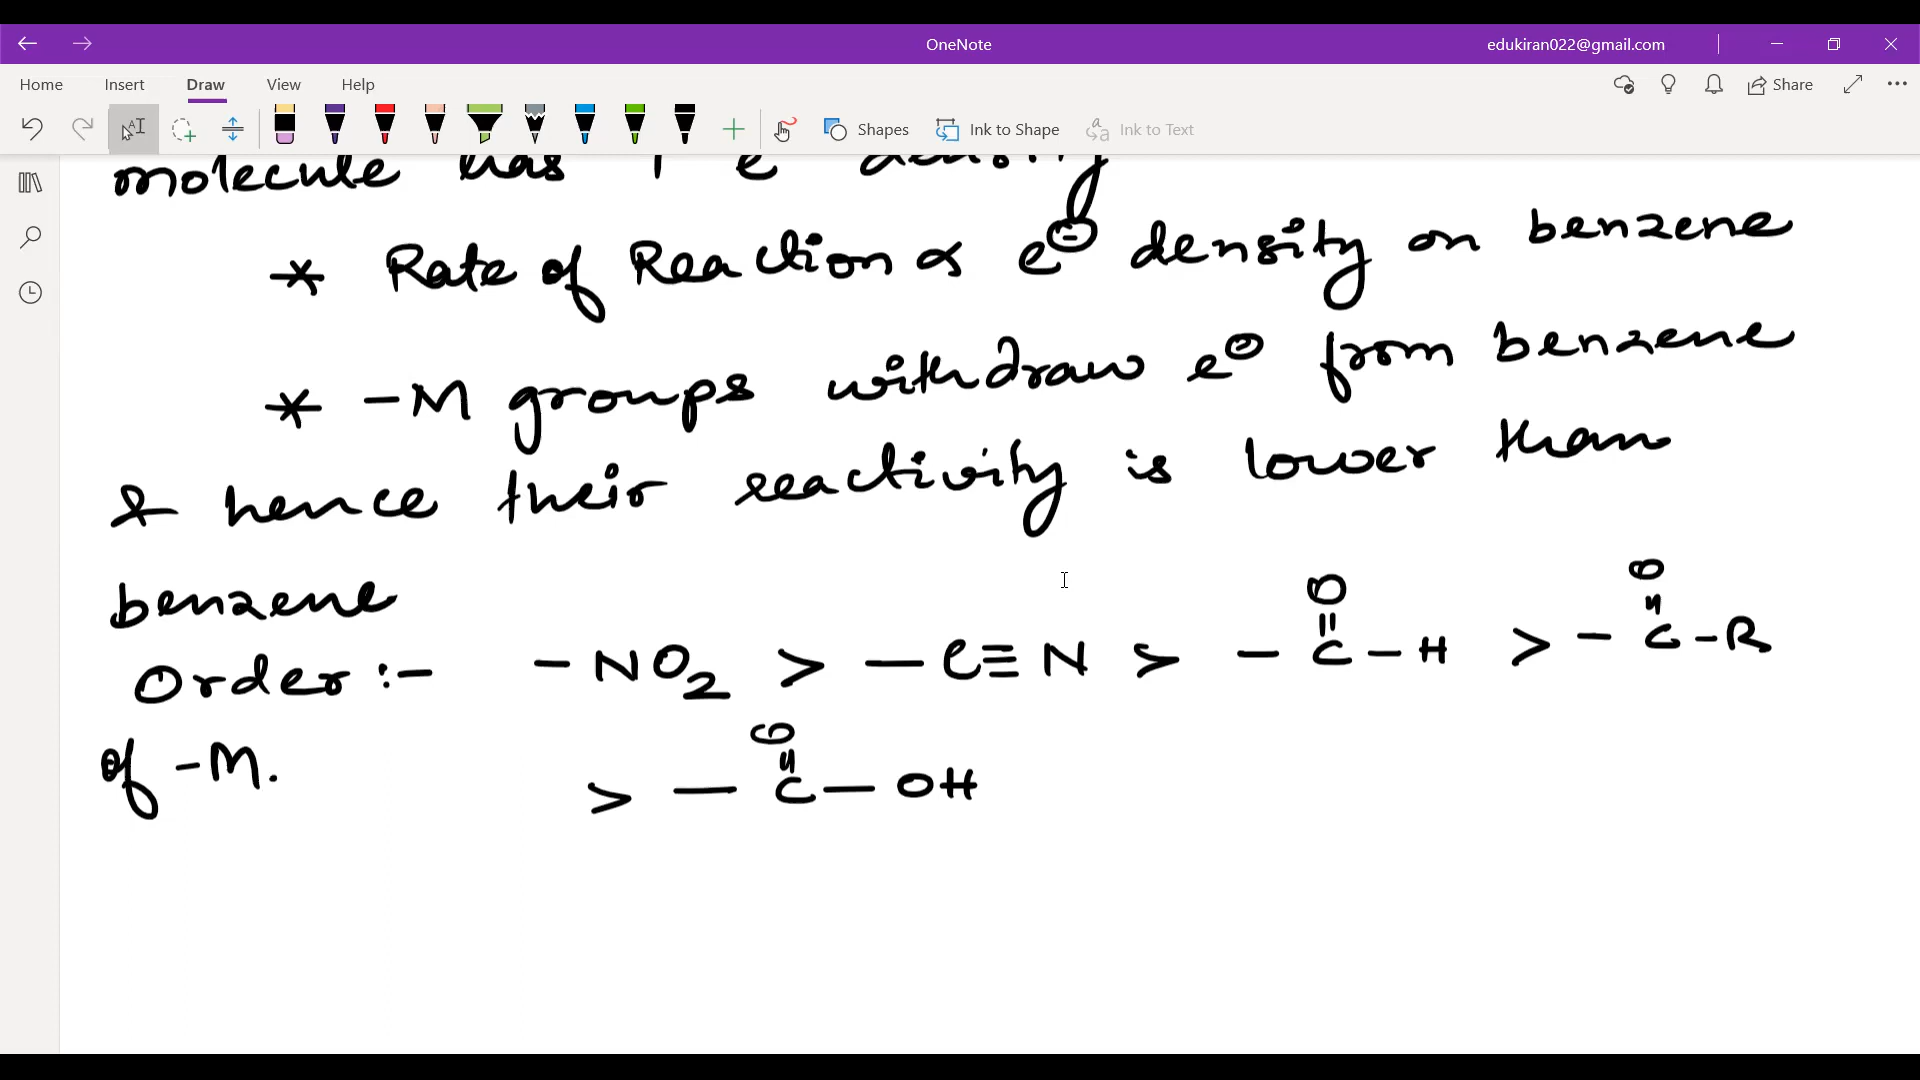 OneNote
edukiran022@gmail.com
Home Insert Draw View Help
Share
Shapes Ink to Shape Ink to Text
molecule has ↑ e density
* Rate of Reaction ∝ e⊖ density on benzene
* -M groups withdraw e⊖ from benzene
& hence their reactivity is lower than
benzene
Order :- - NO2 > - C≡N > - C(=O) - H > - C(=O) - R
of -M. > - C(=O) - OH